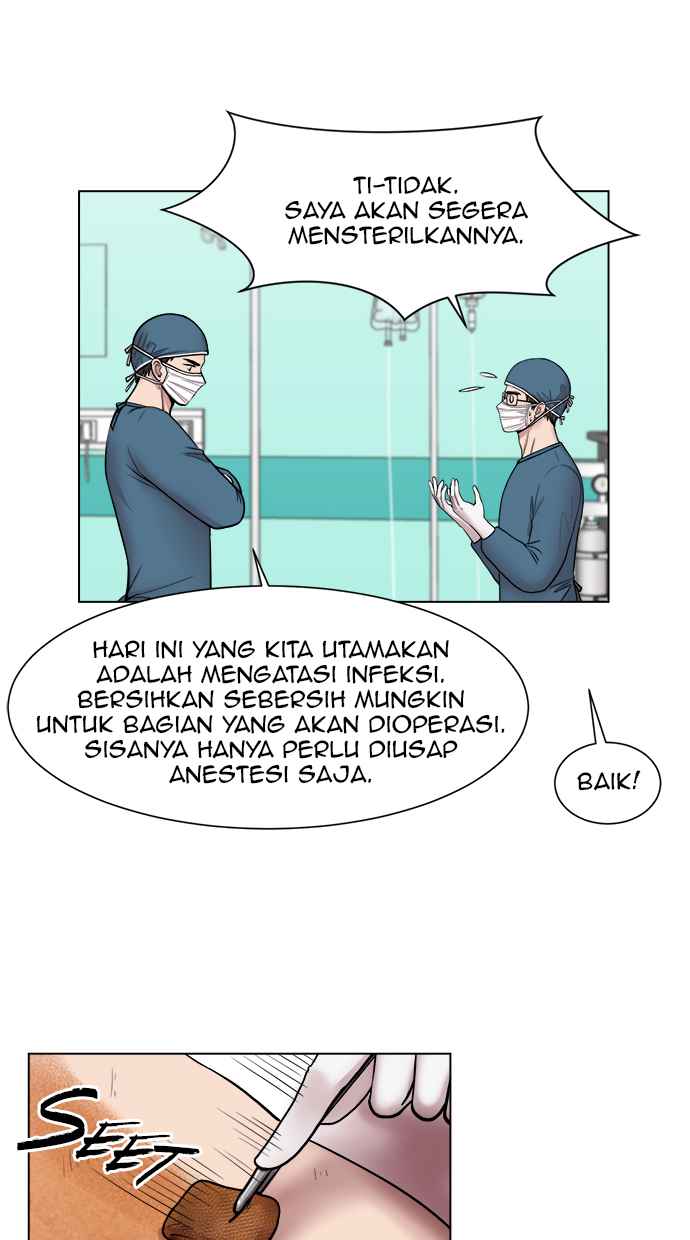 TI-TIDAK.
SAYA AKAN SEGERA
MENSTERILKANNYA.
HARI INI YANG KITA UTAMAKAN
ADALAH MENGATASI INFEKSI.
BERSIHKAN SEBERSIH MUNGKIN
UNTUK BAGIAN YANG AKAN DIOPERASI.
SISANYA HANYA PERLU DIUSAP
ANESTESI SAJA.
BAIK!
SEET